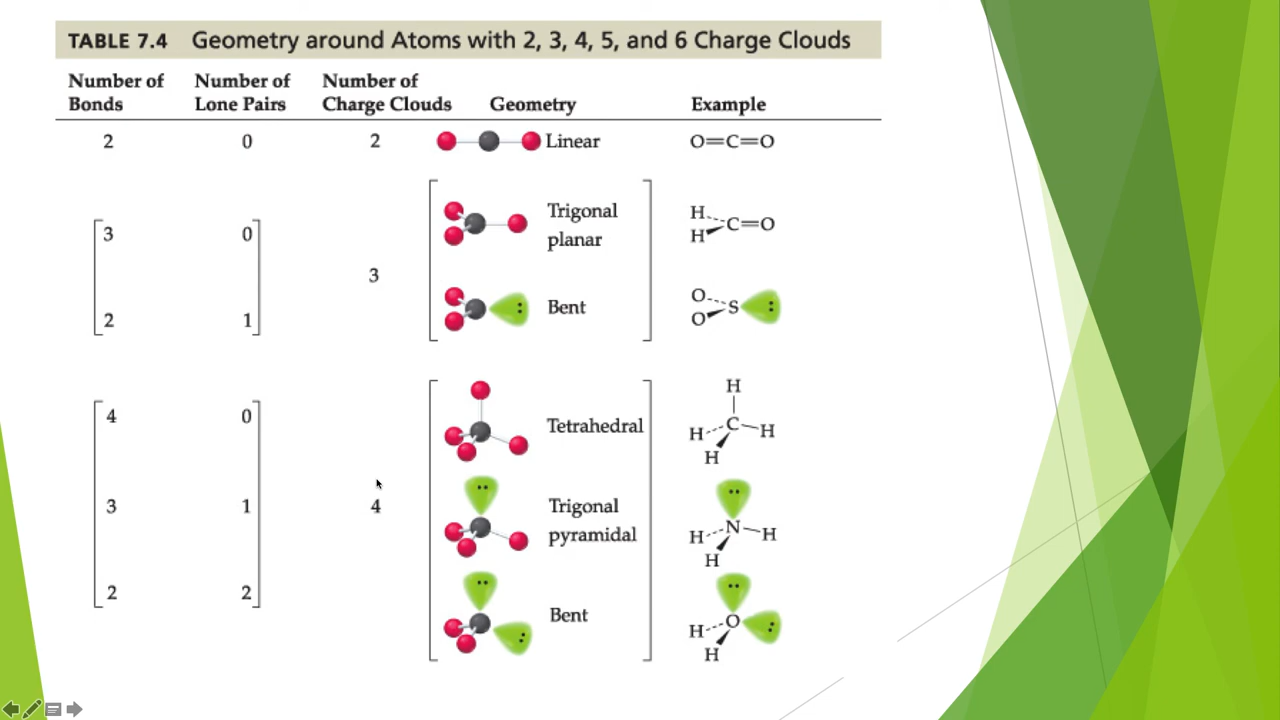 TABLE 7.4 Geometry around Atoms with 2, 3, 4, 5, and 6 Charge Clouds
Number of Bonds Number of Lone Pairs Number of Charge Clouds Geometry Example
2 0 2 Linear O=C=O
3 0 Trigonal planar H H C=O
3
2 1 Bent O O S :
4 0 Tetrahedral H H C H H
3 1 4 Trigonal pyramidal H N H H
2 2 Bent H O : H